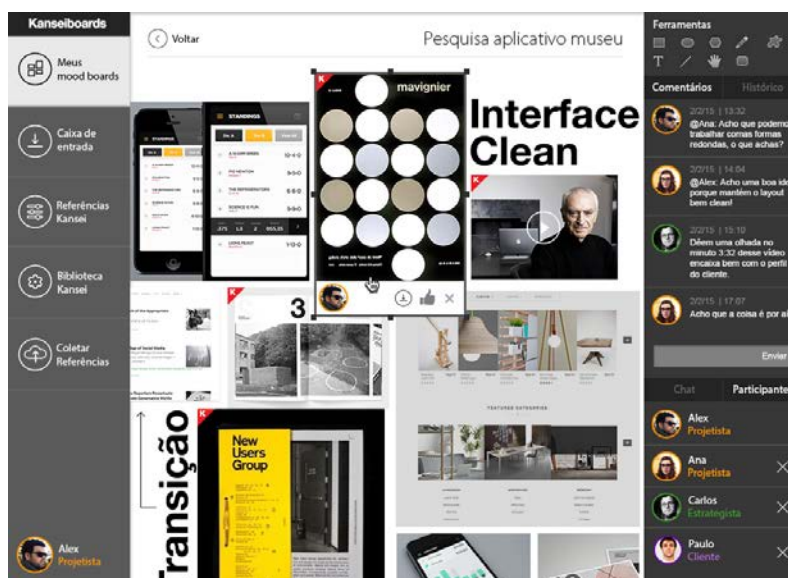 Kanseiboards
Meus
mood boards
Caixa de
entrada
Referências
Kansei
Biblioteca
Kansei
Coletar
Referências
Alex
Projetista
Voltar
Pesquisa aplicativo museu
STANDINGS
mavignier
Interface
Clean
3
FEATURED CATEGORIES
Transição
New
Users
Group
Ferramentas
T
Comentários
Histórico
2/2/15 | 13:32
@Ana: Acho que podemo
trabalhar comas formas
redondas, o que achas?
2/2/15 | 14:04
@Alex: Acho uma boa ide
porque mantém o layout
bem clean!
2/2/15 | 15:10
Dêem uma olhada no
minuto 3:32 desse vídeo
encaixa bem com o perfil
do cliente.
2/2/15 | 17:07
Acho que a coisa é por aí
Enviar
Chat
Participante
Alex
Projetista
Ana
Projetista
Carlos
Estrategista
Paulo
Cliente